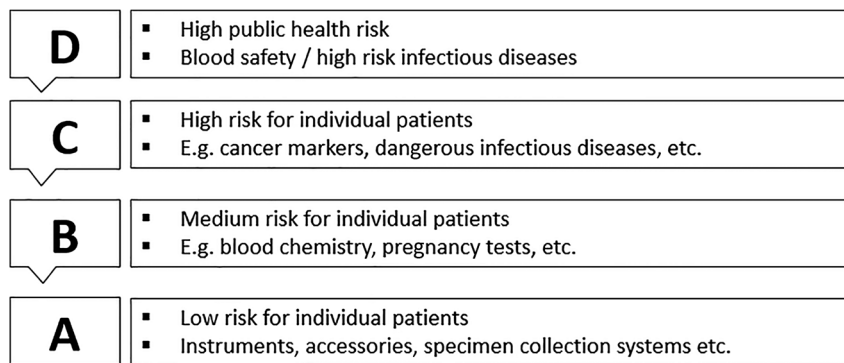 D
▪ High public health risk
▪ Blood safety / high risk infectious diseases
C
▪ High risk for individual patients
▪ E.g. cancer markers, dangerous infectious diseases, etc.
B
▪ Medium risk for individual patients
▪ E.g. blood chemistry, pregnancy tests, etc.
A
▪ Low risk for individual patients
▪ Instruments, accessories, specimen collection systems etc.